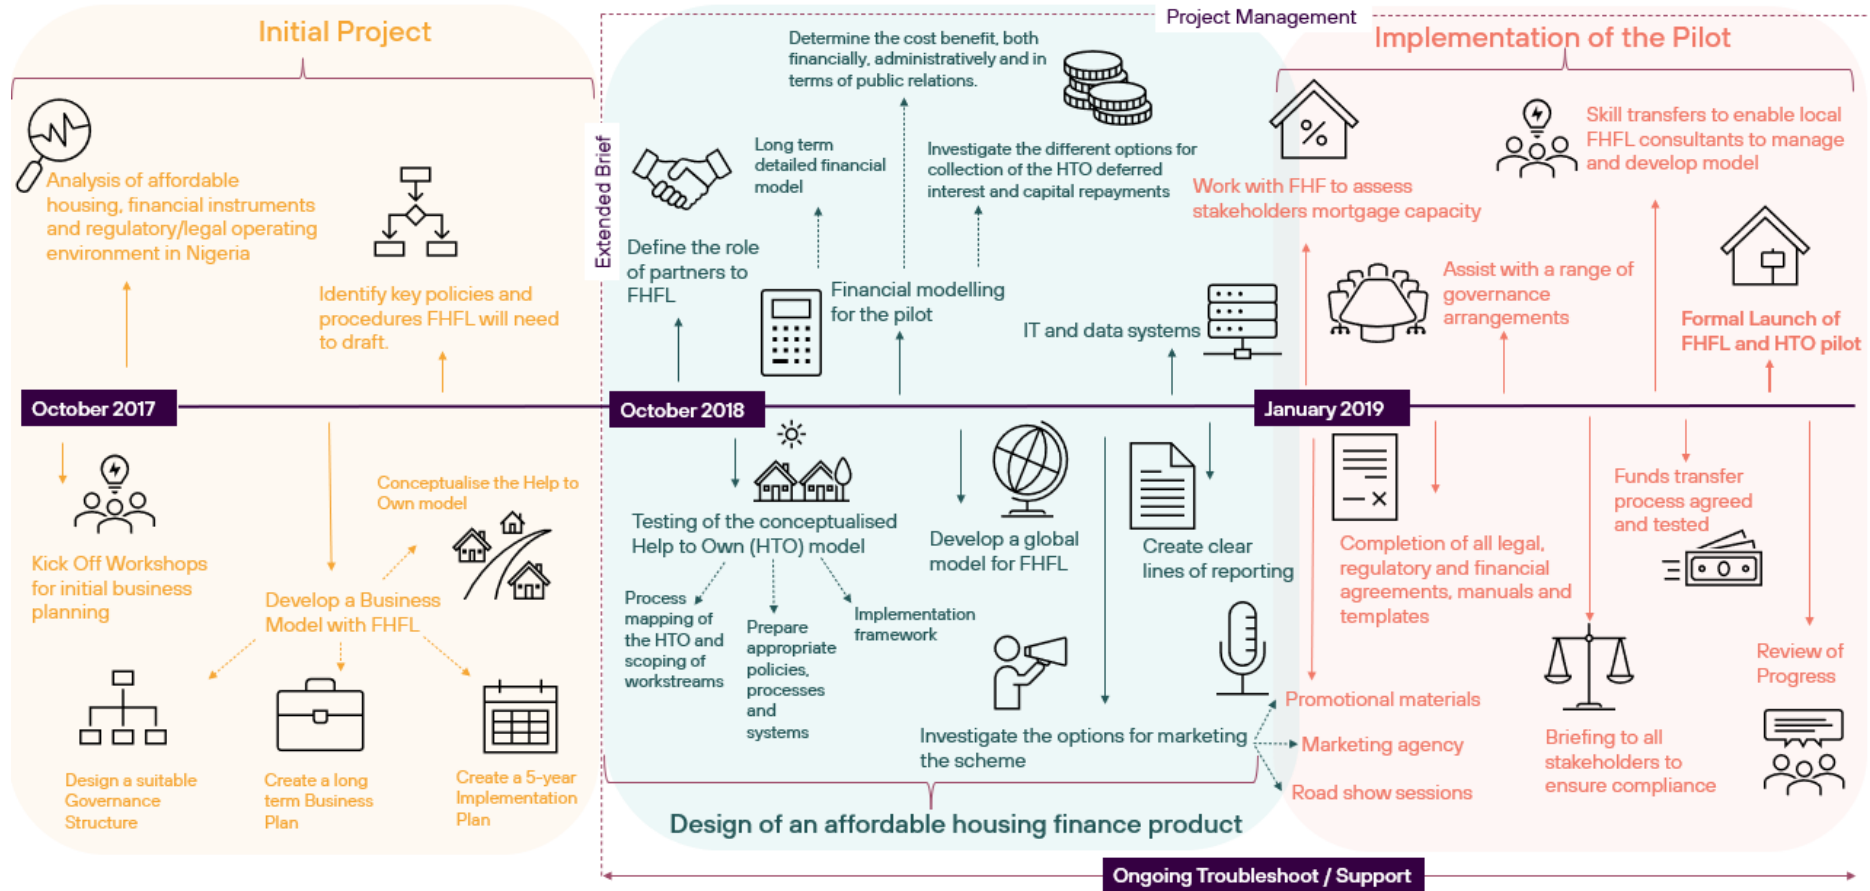 Project Management
Initial Project
Analysis of affordable
housing, financial instruments
and regulatory/legal operating
environment in Nigeria
Identify key policies and
procedures FHFL will need
to draft.
October 2017
Kick Off Workshops
for initial business
planning
Conceptualise the Help to
Own model
Develop a Business
Model with FHFL
Design a suitable
Governance
Structure
Create a long
term Business
Plan
Create a 5-year
Implementation
Plan
Extended Brief
Determine the cost benefit, both
financially, administratively and in
terms of public relations.
Long term
detailed financial
model
Investigate the different options for
collection of the HTO deferred
interest and capital repayments
Define the role
of partners to
FHFL
Financial modelling
for the pilot
IT and data systems
October 2018
Testing of the conceptualised
Help to Own (HTO) model
Process
mapping of
the HTO and
scoping of
workstreams
Prepare
appropriate
policies,
processes
and
systems
Implementation
framework
Develop a global
model for FHFL
Create clear
lines of reporting
Investigate the options for marketing
the scheme
Design of an affordable housing finance product
Implementation of the Pilot
%
Work with FHF to assess
stakeholders mortgage capacity
Skill transfers to enable local
FHFL consultants to manage
and develop model
Assist with a range of
governance
arrangements
Formal Launch of
FHFL and HTO pilot
January 2019
Completion of all legal,
regulatory and financial
agreements, manuals and
templates
Funds transfer
process agreed
and tested
Promotional materials
Marketing agency
Road show sessions
Briefing to all
stakeholders to
ensure compliance
Review of
Progress
Ongoing Troubleshoot / Support